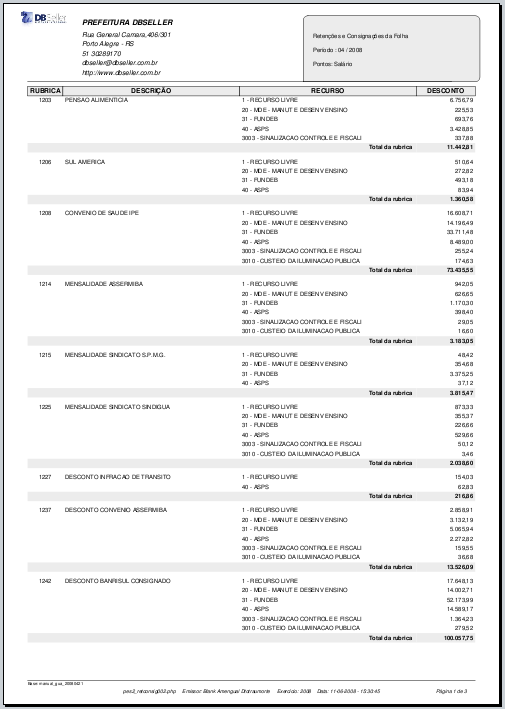 DBSeller
PREFEITURA DBSELLER
Rua General Camara,406/301
Porto Alegre - RS
51 30289170
dbseller@dbseller.com.br
http://www.dbseller.com.br
Retenções e Consignações da Folha
Período : 04 / 2008
Pontos: Salário
RUBRICA DESCRIÇÃO RECURSO DESCONTO
1203 PENSAO ALIMENTICIA 1 - RECURSO LIVRE 6.756,79
20 - MDE - MANUT E DESENV ENSINO 225,53
31 - FUNDEB 693,76
40 - ASPS 3.428,85
3003 - SINALIZACAO CONTROLE E FISCALI 337,88
Total da rubrica 11.442,81
1206 SUL AMERICA 1 - RECURSO LIVRE 510,64
20 - MDE - MANUT E DESENV ENSINO 272,82
31 - FUNDEB 493,18
40 - ASPS 83,94
Total da rubrica 1.360,58
1208 CONVENIO DE SAUDE IPE 1 - RECURSO LIVRE 16.608,71
20 - MDE - MANUT E DESENV ENSINO 14.196,49
31 - FUNDEB 33.711,48
40 - ASPS 8.489,00
3003 - SINALIZACAO CONTROLE E FISCALI 255,24
3010 - CUSTEIO DA ILUMINACAO PUBLICA 174,63
Total da rubrica 73.435,55
1214 MENSALIDADE ASSERMIBA 1 - RECURSO LIVRE 942,05
20 - MDE - MANUT E DESENV ENSINO 626,65
31 - FUNDEB 1.170,30
40 - ASPS 398,40
3003 - SINALIZACAO CONTROLE E FISCALI 29,05
3010 - CUSTEIO DA ILUMINACAO PUBLICA 16,60
Total da rubrica 3.183,05
1215 MENSALIDADE SINDICATO S.P.M.G. 1 - RECURSO LIVRE 48,42
20 - MDE - MANUT E DESENV ENSINO 354,68
31 - FUNDEB 3.375,25
40 - ASPS 37,12
Total da rubrica 3.815,47
1225 MENSALIDADE SINDICATO SINDIGUA 1 - RECURSO LIVRE 873,33
20 - MDE - MANUT E DESENV ENSINO 355,37
31 - FUNDEB 226,66
40 - ASPS 529,66
3003 - SINALIZACAO CONTROLE E FISCALI 50,12
3010 - CUSTEIO DA ILUMINACAO PUBLICA 3,46
Total da rubrica 2.038,60
1227 DESCONTO INFRACAO DE TRANSITO 1 - RECURSO LIVRE 154,03
40 - ASPS 62,83
Total da rubrica 216,86
1237 DESCONTO CONVENIO ASSERMIBA 1 - RECURSO LIVRE 2.858,91
20 - MDE - MANUT E DESENV ENSINO 3.132,19
31 - FUNDEB 5.065,94
40 - ASPS 2.272,82
3003 - SINALIZACAO CONTROLE E FISCALI 159,55
3010 - CUSTEIO DA ILUMINACAO PUBLICA 36,68
Total da rubrica 13.526,09
1242 DESCONTO BANRISUL CONSIGNADO 1 - RECURSO LIVRE 17.648,13
20 - MDE - MANUT E DESENV ENSINO 14.002,71
31 - FUNDEB 52.173,99
40 - ASPS 14.589,17
3003 - SINALIZACAO CONTROLE E FISCALI 1.364,23
3010 - CUSTEIO DA ILUMINACAO PUBLICA 279,52
Total da rubrica 100.057,75
Emissor: Exercício: 2008 Data: 11-06-2008 - 15:30:45 Página 1 de 3